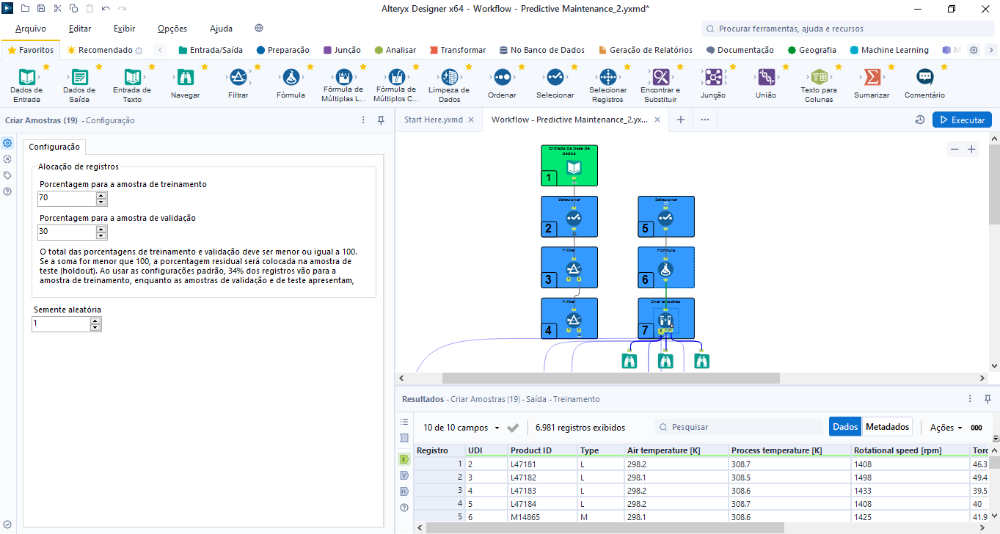 Alteryx Designer x64 - Workflow - Predictive Maintenance_2.yxmd*
Arquivo Editar Exibir Opções Ajuda
Procurar ferramentas, ajuda e recursos
Favoritos Recomendado Entrada/Saída Preparação Junção Analisar Transformar No Banco de Dados Geração de Relatórios Documentação Geografia Machine Learning M
Dados de Entrada
Dados de Saída
Entrada de Texto
Navegar
Filtrar
Fórmula
Fórmula de Múltiplas L...
Fórmula de Múltiplos C...
Limpeza de Dados
Ordenar
Selecionar
Selecionar Registros
Encontrar e Substituir
Junção
União
Texto para Colunas
Sumarizar
Comentário
Criar Amostras (19) - Configuração
Configuração
Alocação de registros
Porcentagem para a amostra de treinamento
70
Porcentagem para a amostra de validação
30
O total das porcentagens de treinamento e validação deve ser menor ou igual a 100.
Se a soma for menor que 100, a porcentagem residual será colocada na amostra de
teste (holdout). Ao usar as configurações padrão, 34% dos registros vão para a
amostra de treinamento, enquanto as amostras de validação e de teste apresentam,
Semente aleatória
1
Start Here.yxmd
Workflow - Predictive Maintenance_2.yx...
Executar
Entrada da base de
dados
1
Selecionar
2
Filtrar
3
Filtrar
4
Selecionar
5
Fórmula
6
Criar amostras
7
Resultados - Criar Amostras (19) - Saída - Treinamento
10 de 10 campos 6.981 registros exibidos Pesquisar Dados Metadados Ações 000
E
V
H
Registro UDI Product ID Type Air temperature [K] Process temperature [K] Rotational speed [rpm] Torc
1 2 L47181 L 298.2 308.7 1408 46.3
2 3 L47182 L 298.1 308.5 1498 49.4
3 4 L47183 L 298.2 308.6 1433 39.5
4 5 L47184 L 298.2 308.7 1408 40
5 6 M14865 M 298.1 308.6 1425 41.9